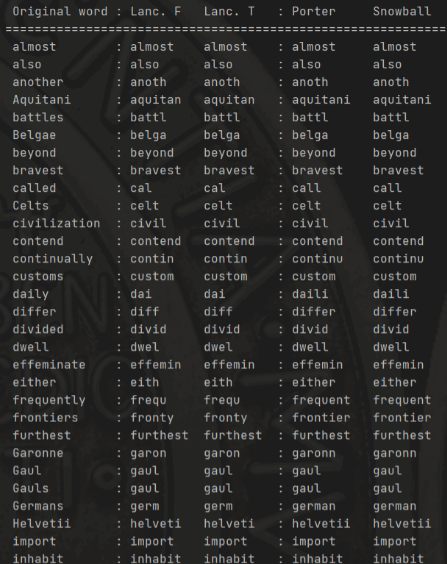 Original word : Lanc. F   Lanc. T   : Porter     Snowball
=========================================================
almost        : almost    almost    : almost     almost
also          : also      also      : also       also
another       : anoth     anoth     : anoth      anoth
Aquitani      : aquitan   aquitan   : aquitani   aquitani
battles       : battl     battl     : battl      battl
Belgae        : belga     belga     : belga      belga
beyond        : beyond    beyond    : beyond     beyond
bravest       : bravest   bravest   : bravest    bravest
called        : cal       cal       : call       call
Celts         : celt      celt      : celt       celt
civilization  : civil     civil     : civil      civil
contend       : contend   contend   : contend    contend
continually   : contin    contin    : continu    continu
customs       : custom    custom    : custom     custom
daily         : dai       dai       : daili      daili
differ        : diff      diff      : differ     differ
divided       : divid     divid     : divid      divid
dwell         : dwel      dwel      : dwell      dwell
effeminate    : effemin   effemin   : effemin    effemin
either        : eith      eith      : either     either
frequently    : frequ     frequ     : frequent   frequent
frontiers     : fronty    fronty    : frontier   frontier
furthest      : furthest  furthest  : furthest   furthest
Garonne       : garon     garon     : garonn     garonn
Gaul          : gaul      gaul      : gaul       gaul
Gauls         : gaul      gaul      : gaul       gaul
Germans       : germ      germ      : german     german
Helvetii      : helveti   helveti   : helvetii   helvetii
import        : import    import    : import     import
inhabit       : inhabit   inhabit   : inhabit    inhabit